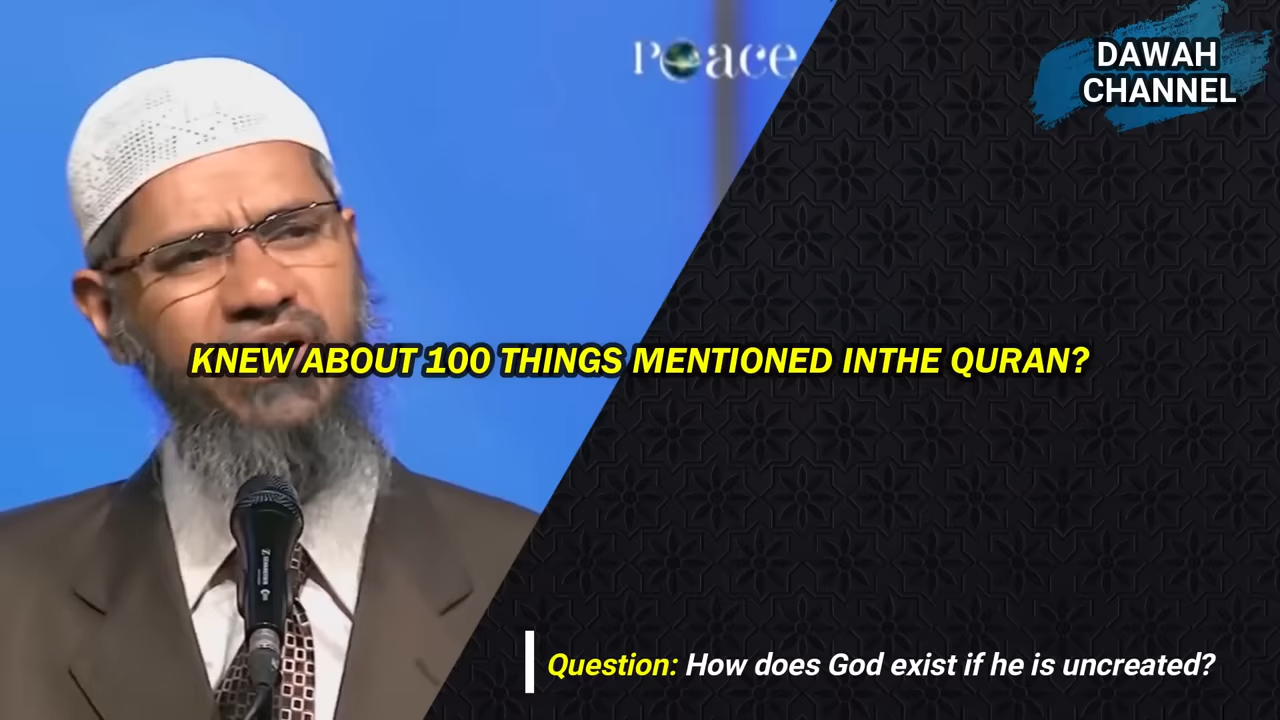 Peace
DAWAH
CHANNEL
KNEW ABOUT 100 THINGS MENTIONED INTHE QURAN?
Question: How does God exist if he is uncreated?